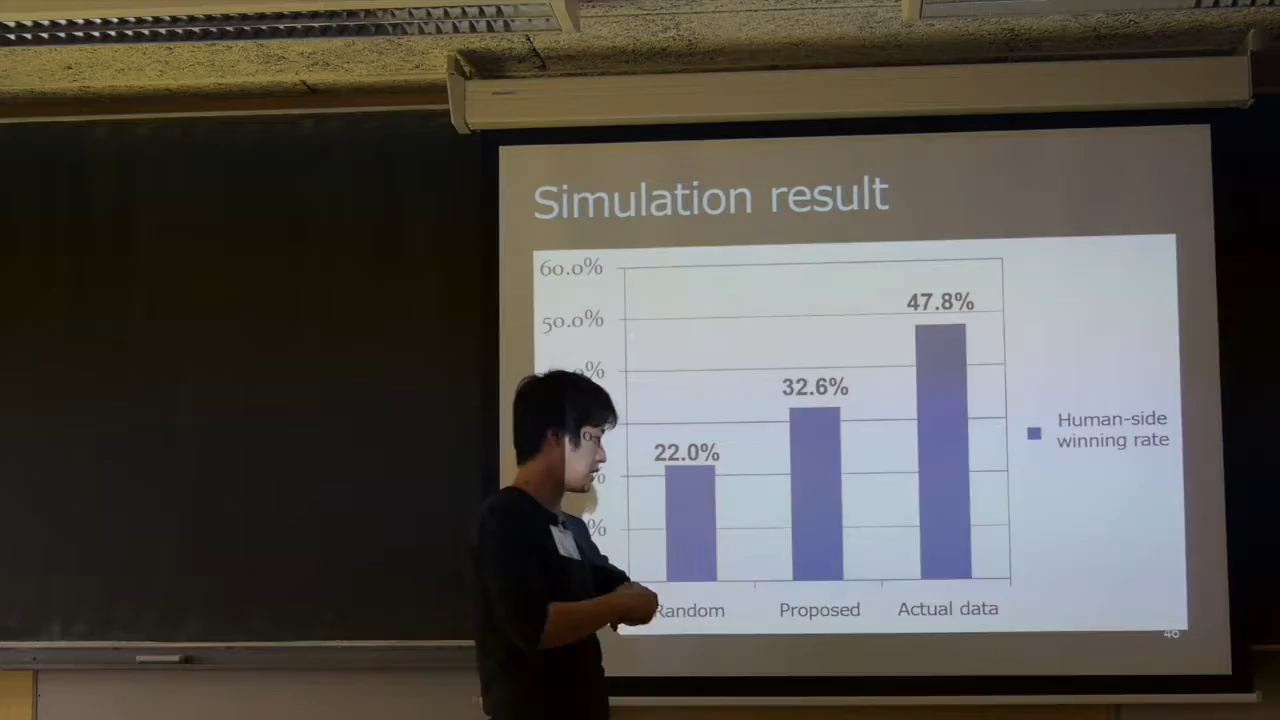 Simulation result
60.0%
50.0%
%
%
%
47.8%
32.6%
22.0%
Human-side
winning rate
Random
Proposed
Actual data
46